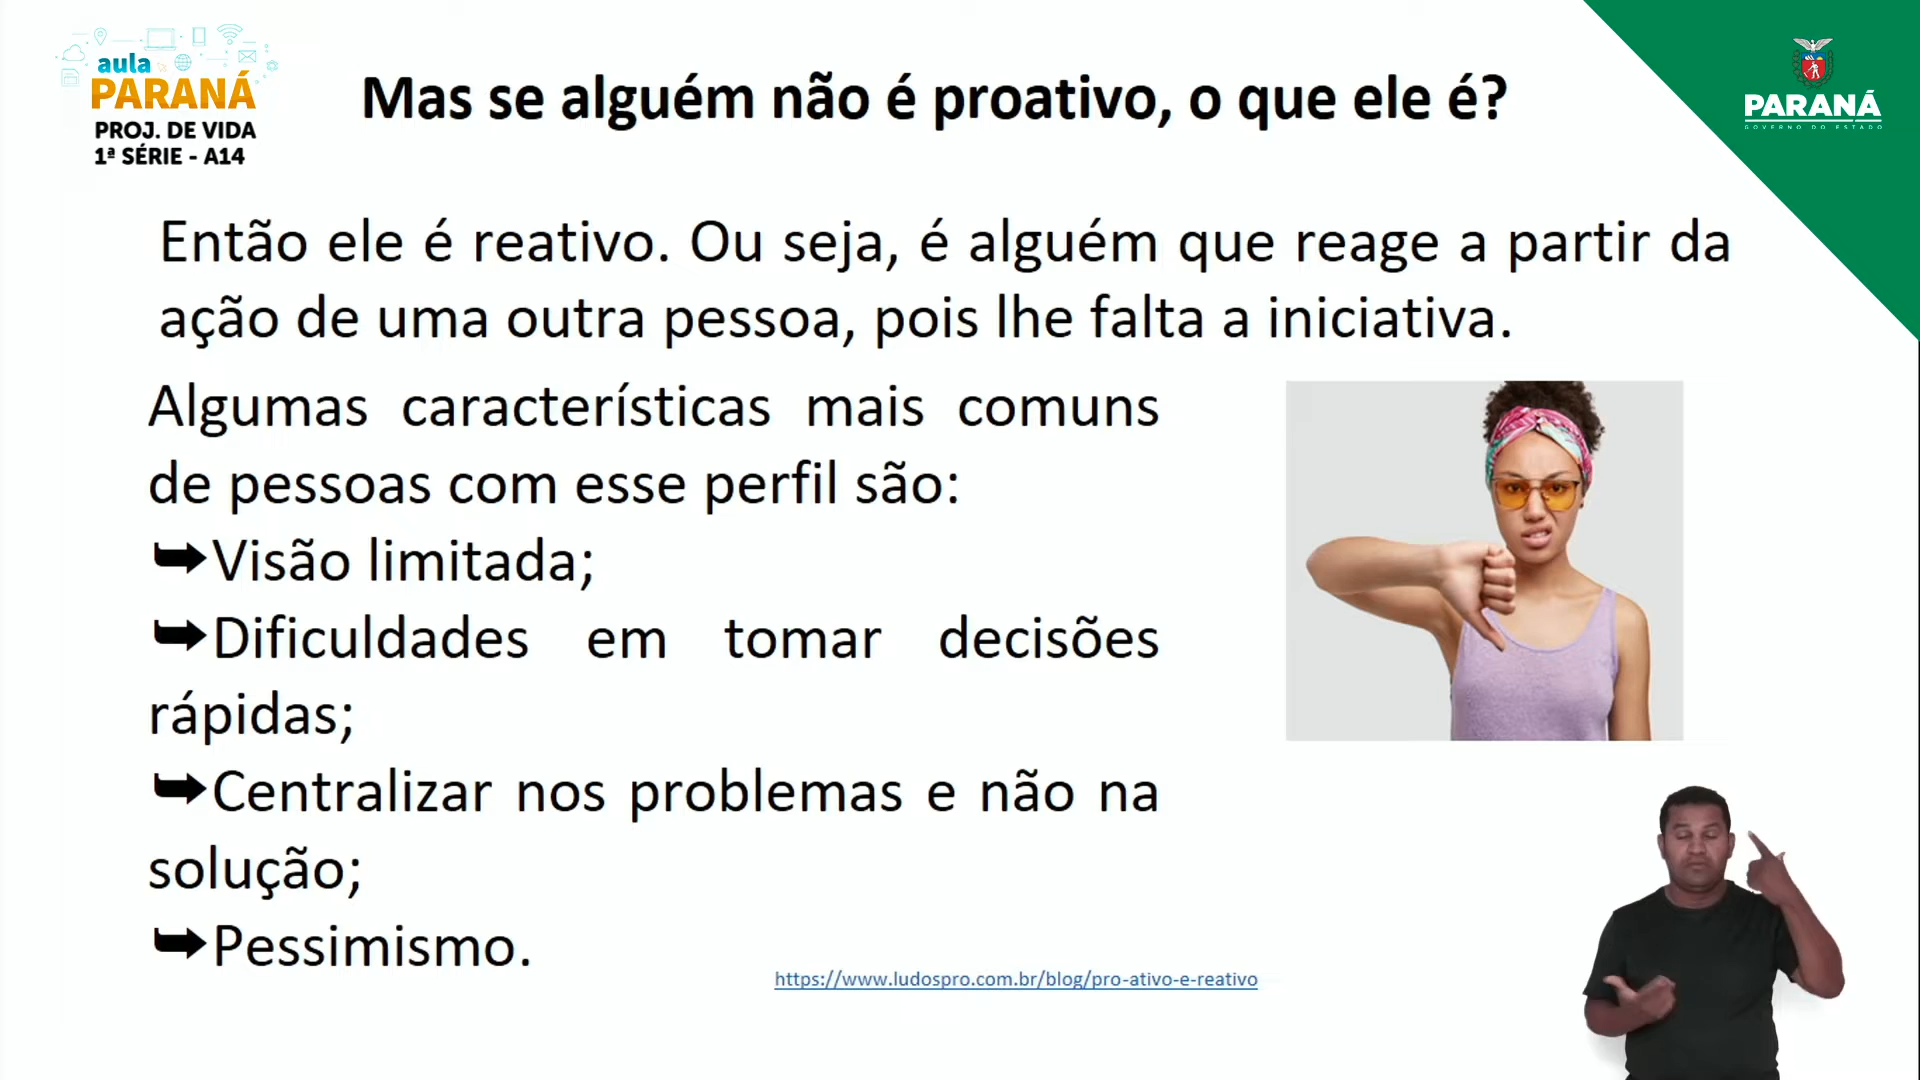 aula
PARANÁ
PROJ. DE VIDA
1ª SÉRIE - A14
Mas se alguém não é proativo, o que ele é?
PARANÁ
GOVERNO DO ESTADO
Então ele é reativo. Ou seja, é alguém que reage a partir da
ação de uma outra pessoa, pois lhe falta a iniciativa.
Algumas características mais comuns
de pessoas com esse perfil são:
➥Visão limitada;
➥Dificuldades em tomar decisões
rápidas;
➥Centralizar nos problemas e não na
solução;
➥Pessimismo.
https://www.ludospro.com.br/blog/pro-ativo-e-reativo